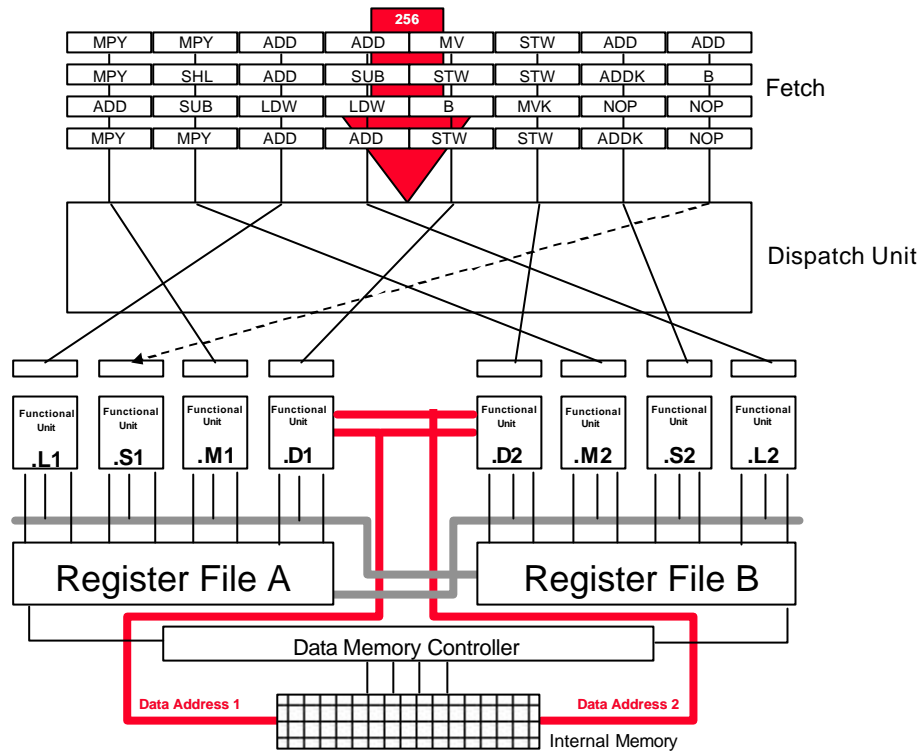 256
MPY MPY ADD ADD MV STW ADD ADD
MPY SHL ADD SUB STW STW ADDK B
Fetch
ADD SUB LDW LDW B MVK NOP NOP
MPY MPY ADD ADD STW STW ADDK NOP
Dispatch Unit
Functional Unit .L1
Functional Unit .S1
Functional Unit .M1
Functional Unit .D1
Functional Unit .D2
Functional Unit .M2
Functional Unit .S2
Functional Unit .L2
Register File A
Register File B
Data Memory Controller
Data Address 1
Data Address 2
Internal Memory